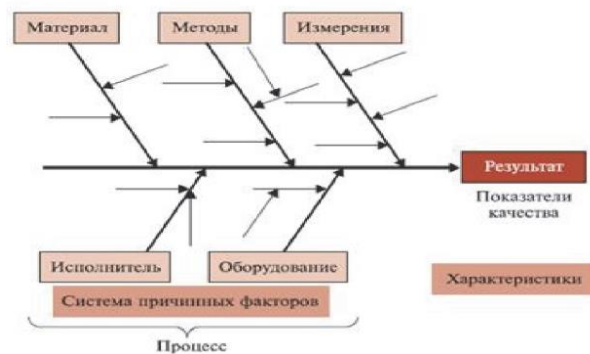 Материал
Методы
Измерения
Результат
Показатели
качества
Исполнитель
Оборудование
Характеристики
Система причинных факторов
Процесс